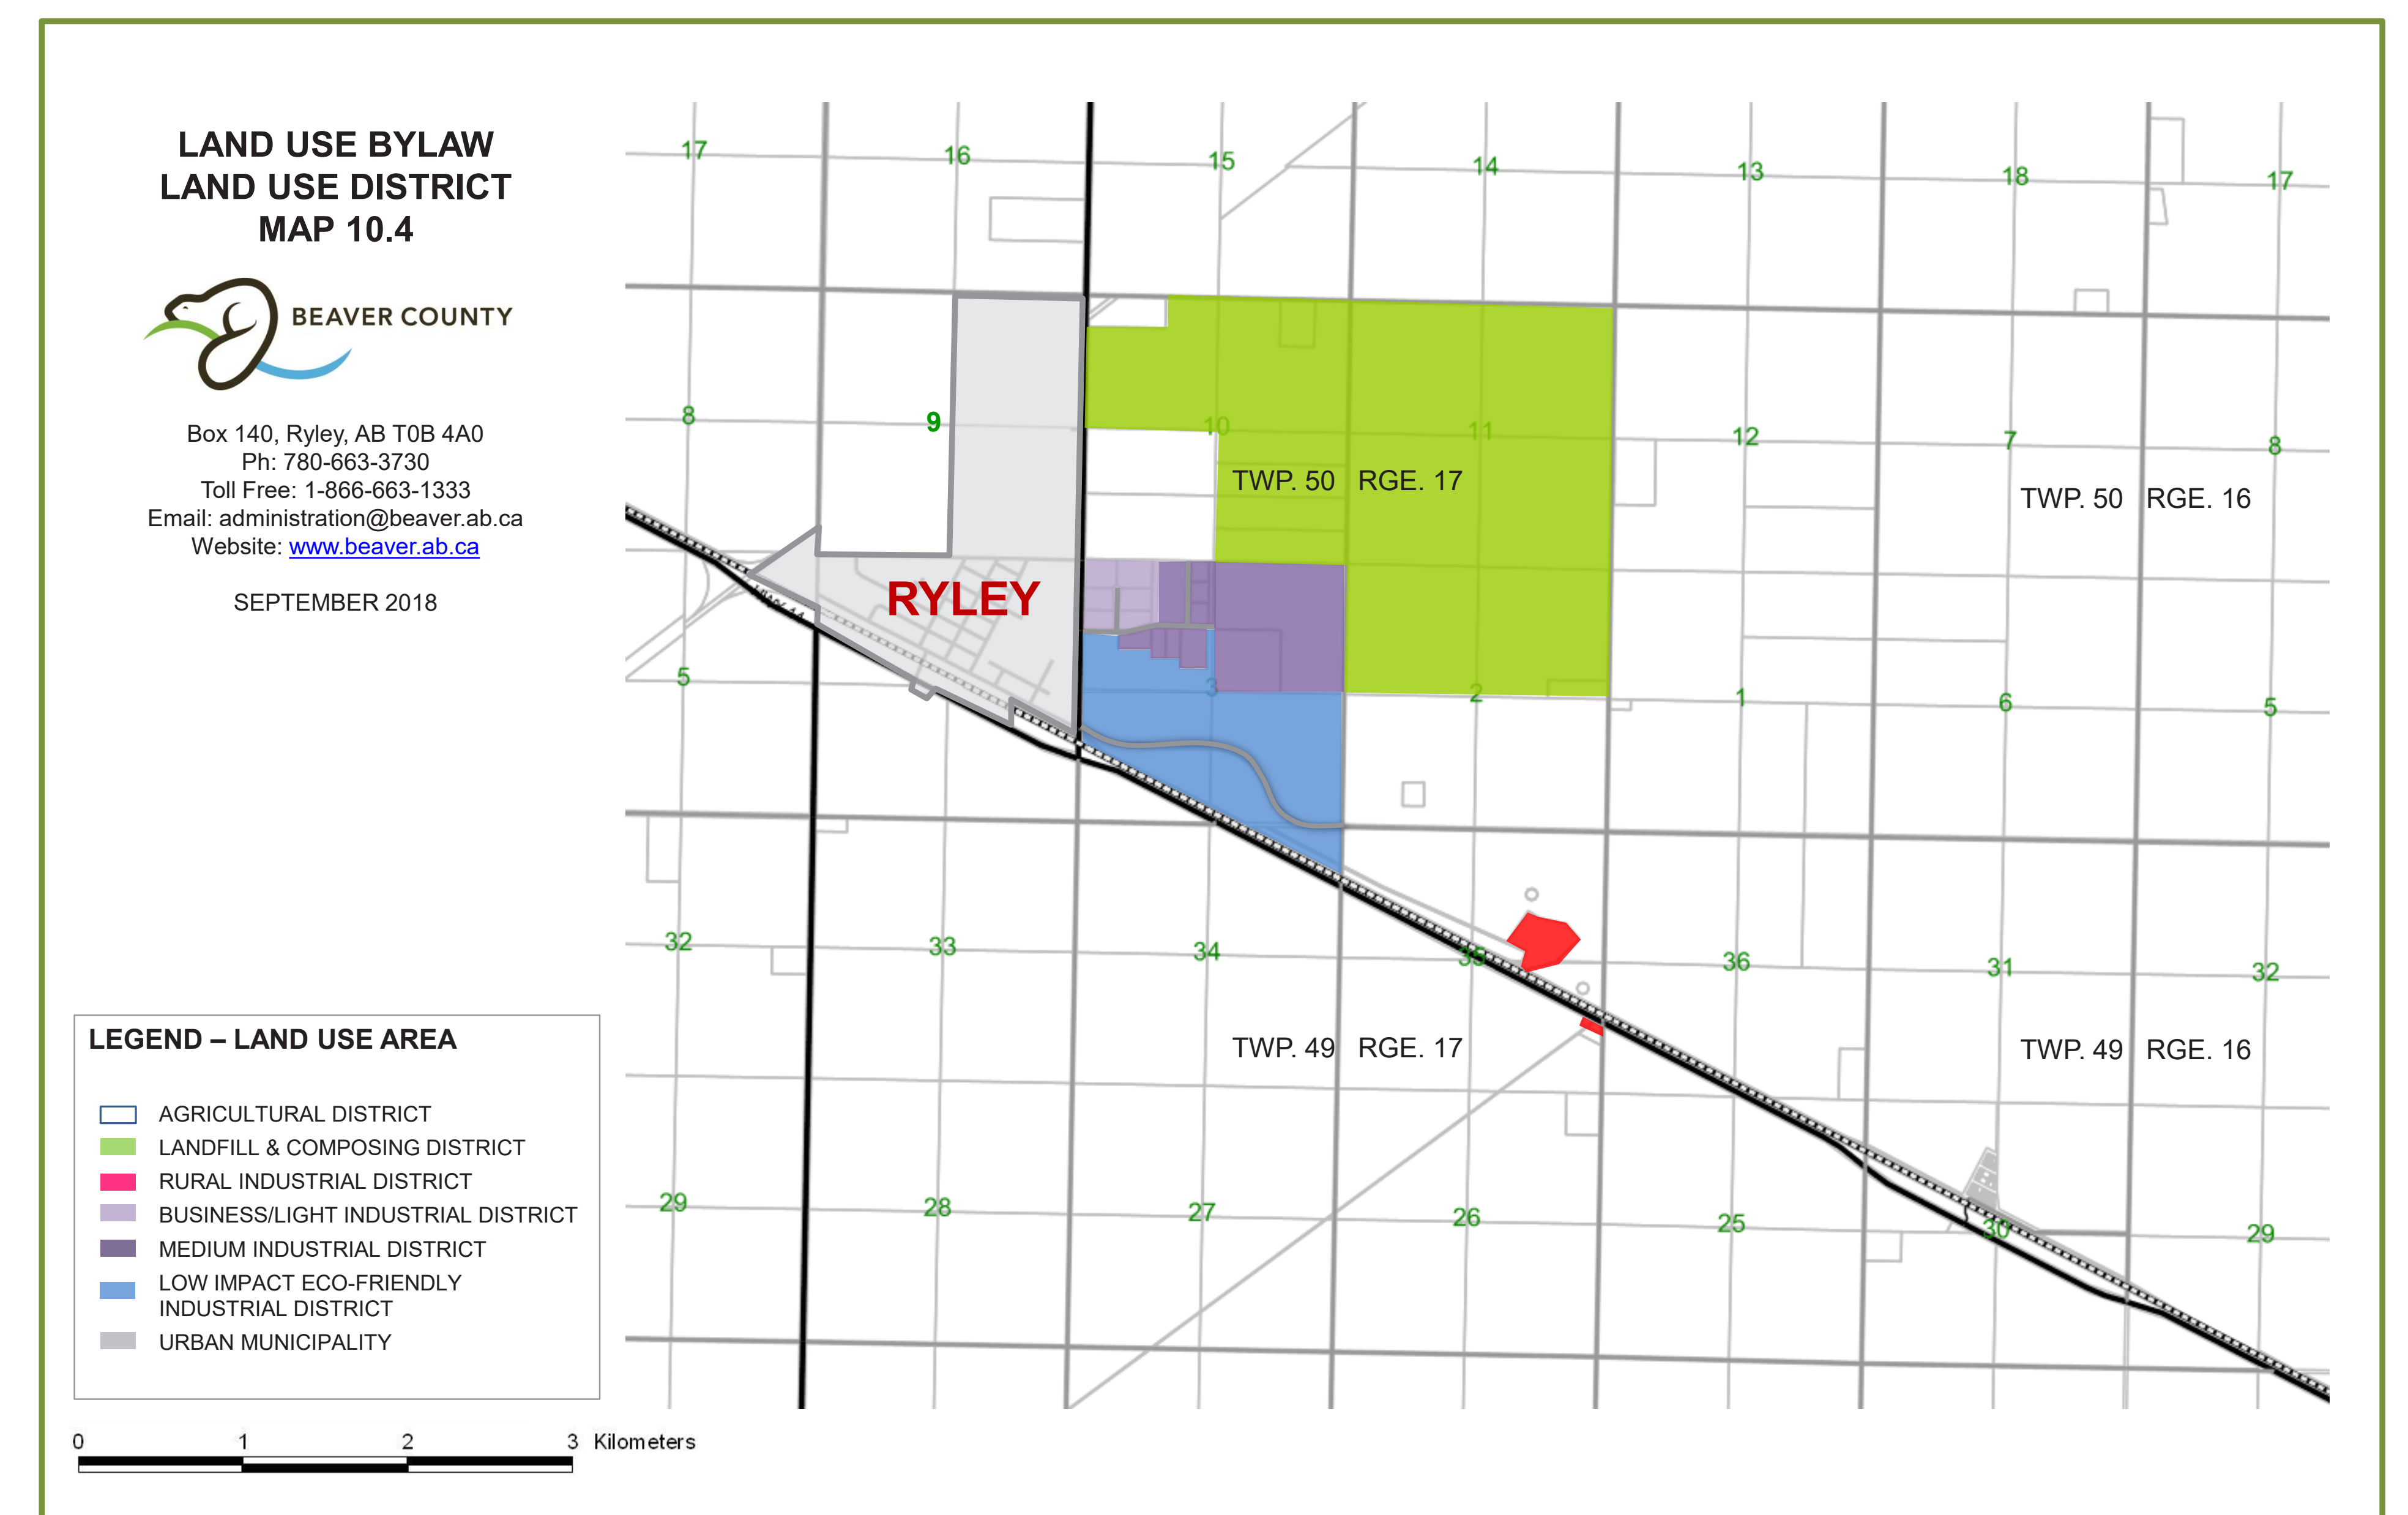 LAND USE BYLAW
LAND USE DISTRICT
MAP 10.4
BEAVER COUNTY
Box 140, Ryley, AB T0B 4A0
Ph: 780-663-3730
Toll Free: 1-866-663-1333
Email: administration@beaver.ab.ca
Website: www.beaver.ab.ca
SEPTEMBER 2018
17 16 15 14 13 18 17
8 9 10 11 12 7 8
TWP. 50 RGE. 17 TWP. 50 RGE. 16
RYLEY
HWY 14
5 3 2 1 6 5
32 33 34 35 36 31 32
TWP. 49 RGE. 17 TWP. 49 RGE. 16
29 28 27 26 25 30 29
LEGEND – LAND USE AREA
AGRICULTURAL DISTRICT
LANDFILL & COMPOSING DISTRICT
RURAL INDUSTRIAL DISTRICT
BUSINESS/LIGHT INDUSTRIAL DISTRICT
MEDIUM INDUSTRIAL DISTRICT
LOW IMPACT ECO-FRIENDLY
INDUSTRIAL DISTRICT
URBAN MUNICIPALITY
0 1 2 3 Kilometers